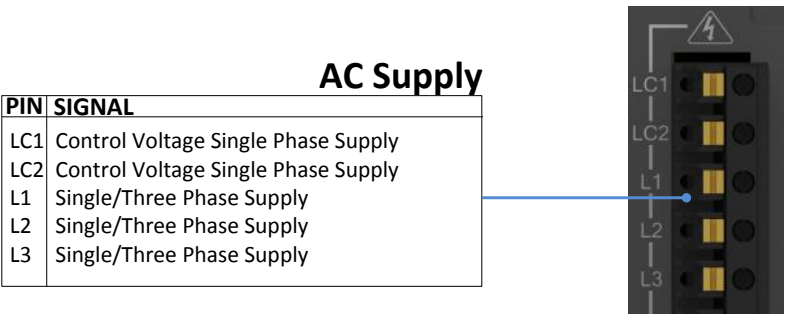 AC Supply
PIN SIGNAL
LC1 Control Voltage Single Phase Supply
LC2 Control Voltage Single Phase Supply
L1 Single/Three Phase Supply
L2 Single/Three Phase Supply
L3 Single/Three Phase Supply
LC1
LC2
L1
L2
L3